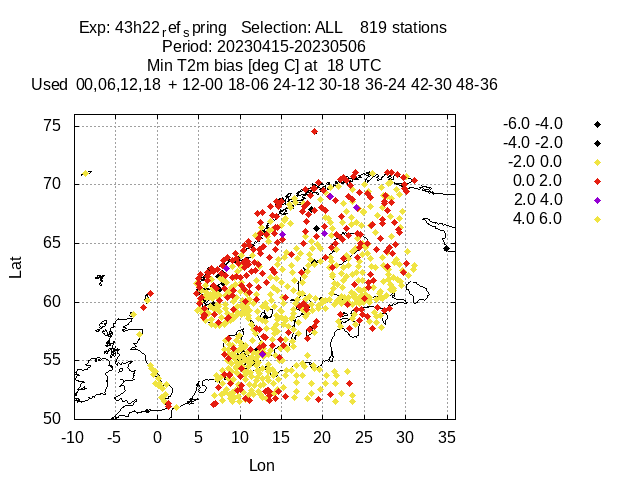 Exp: 43h22refspring   Selection: ALL    819 stations
Period: 20230415-20230506
Min T2m bias [deg C] at  18 UTC
Used  00,06,12,18  + 12-00 18-06 24-12 30-18 36-24 42-30 48-36
-6.0 -4.0
-4.0 -2.0
-2.0 0.0
0.0 2.0
2.0 4.0
4.0 6.0
75
70
65
60
55
50
Lat
-10 -5 0 5 10 15 20 25 30 35
Lon